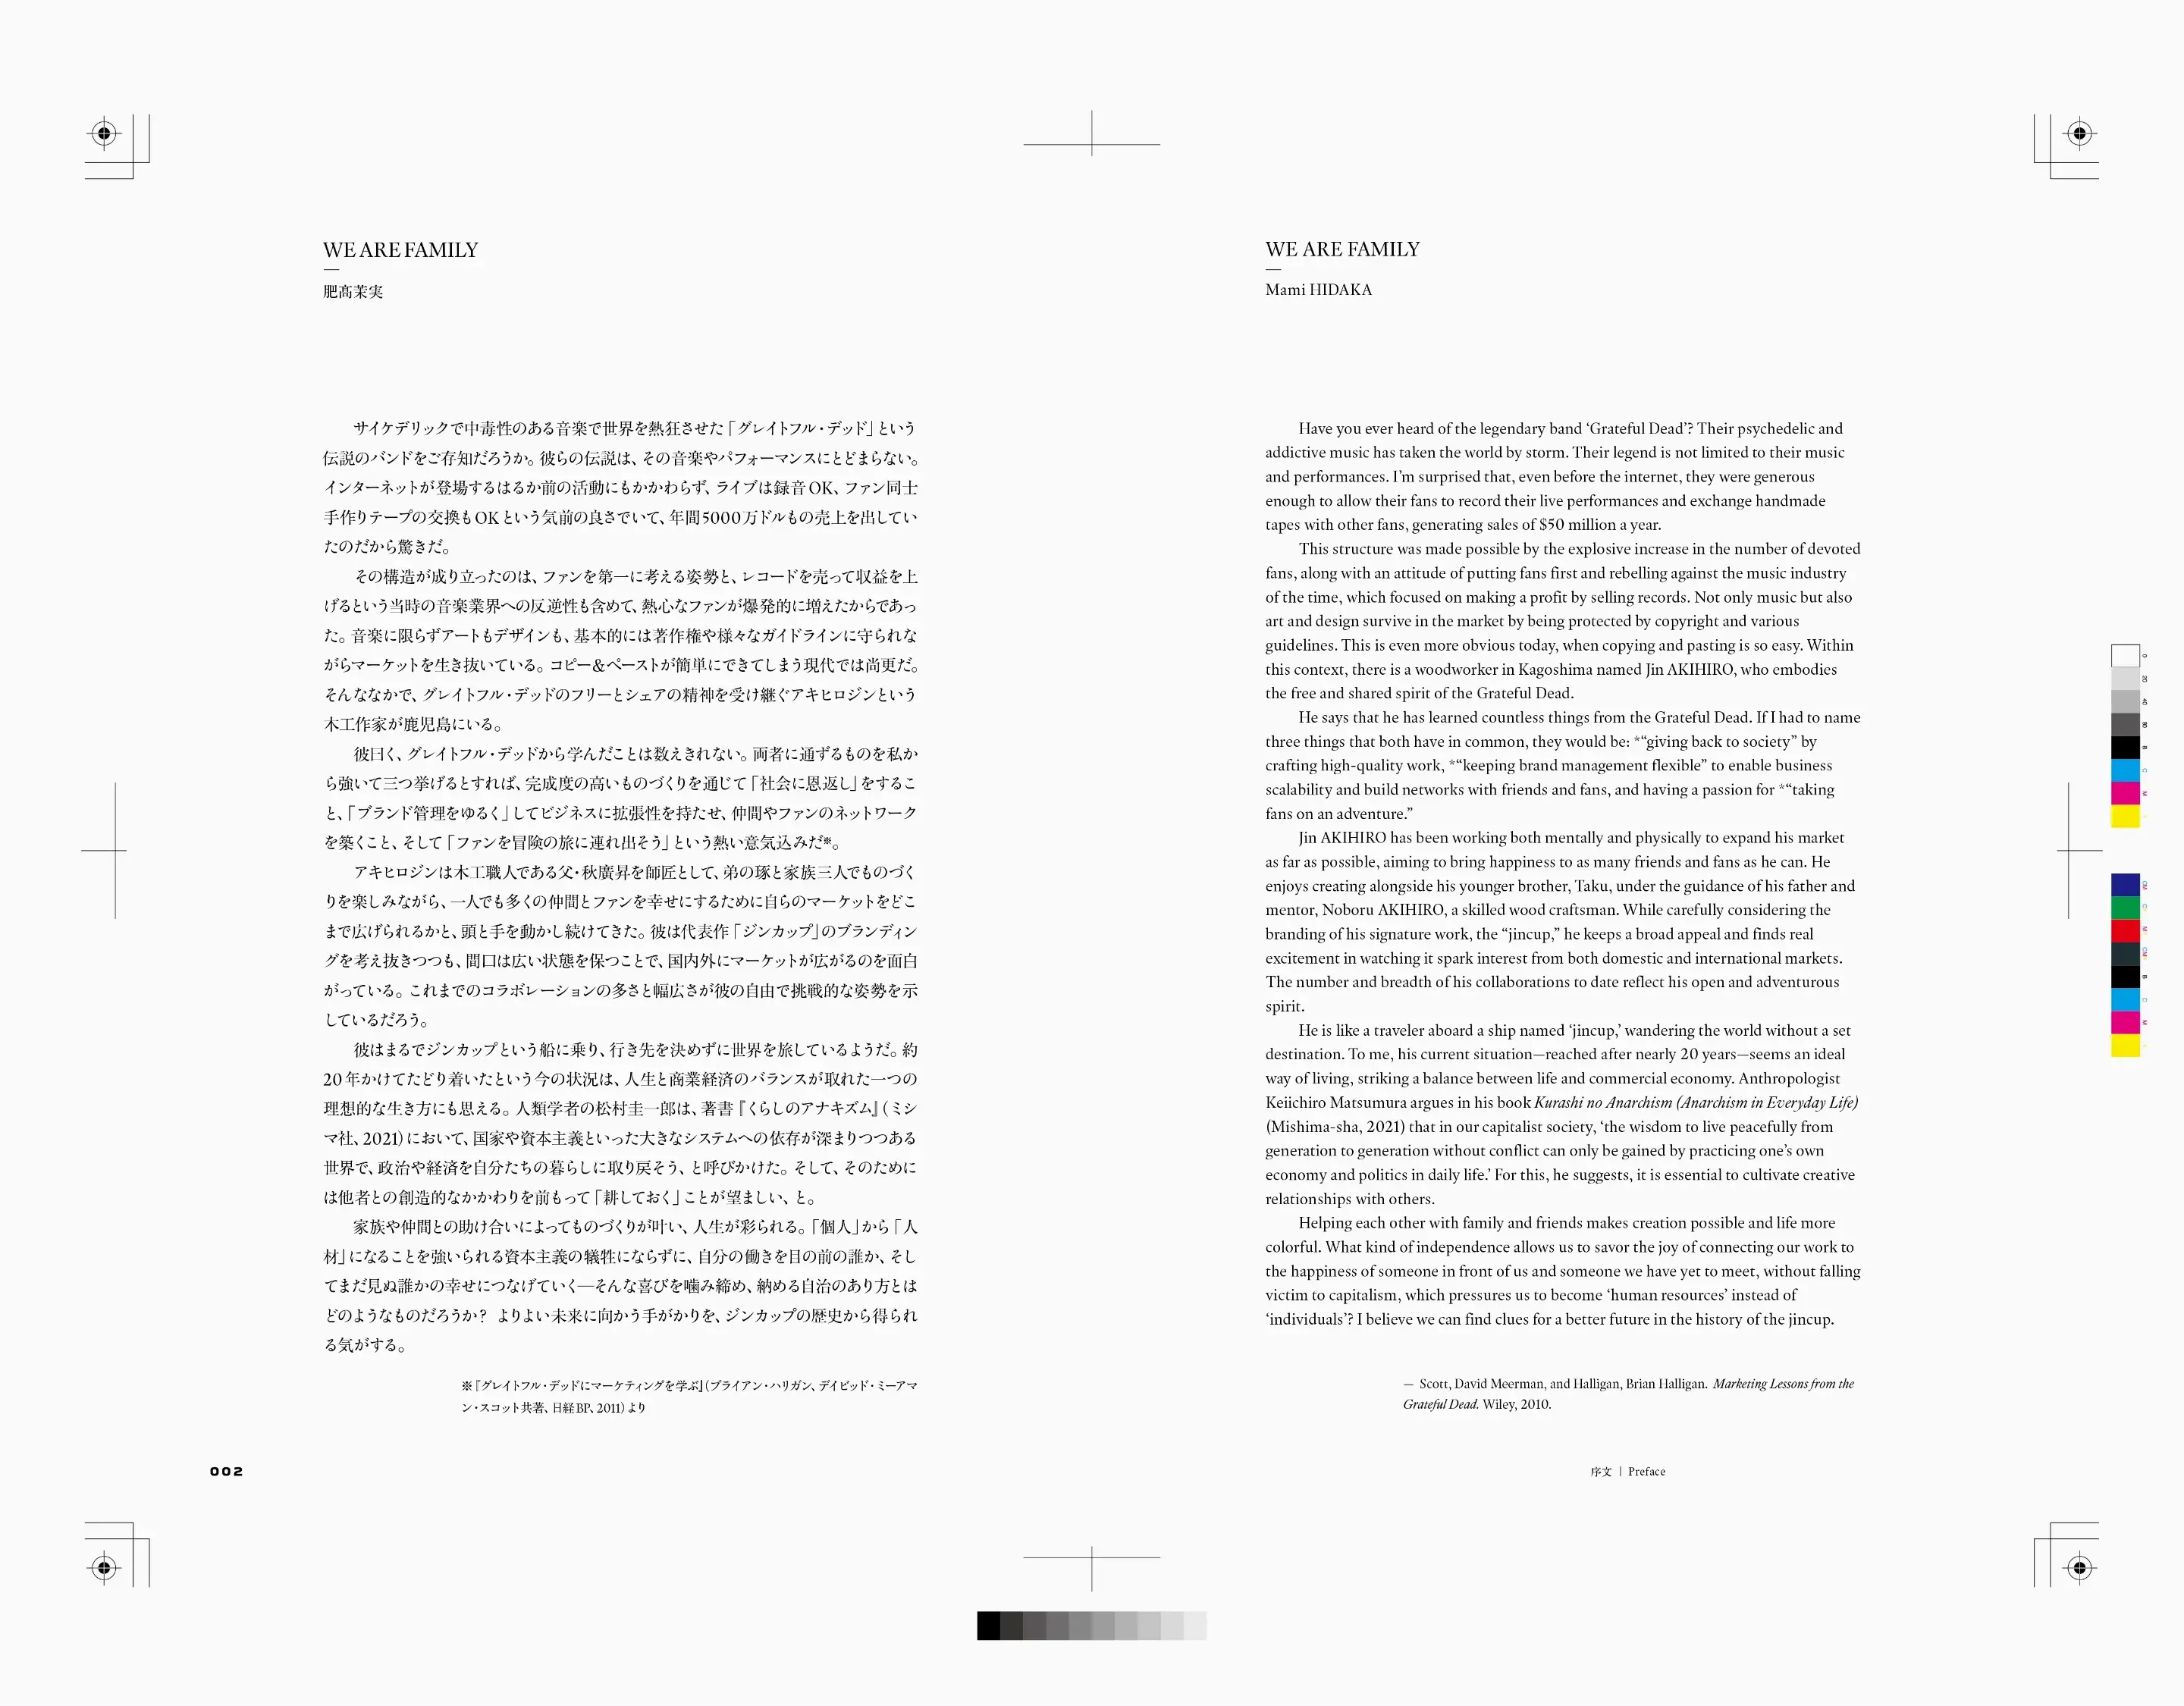 WE ARE FAMILY
肥髙茉実
サイケデリックで中毒性のある音楽で世界を熱狂させた「グレイトフル・デッド」という
伝説のバンドをご存知だろうか。彼らの伝説は、その音楽やパフォーマンスにとどまらない。
インターネットが登場するはるか前の活動にもかかわらず、ライブは録音OK、ファン同士
手作りテープの交換もOKという気前の良さでいて、年間5000万ドルもの売上を出してい
たのだから驚きだ。
その構造が成り立ったのは、ファンを第一に考える姿勢と、レコードを売って収益を上
げるという当時の音楽業界への反逆性も含めて、熱心なファンが爆発的に増えたからであっ
た。音楽に限らずアートもデザインも、基本的には著作権や様々なガイドラインに守られな
がらマーケットを生き抜いている。コピー&ペーストが簡単にできてしまう現代では尚更だ。
そんななかで、グレイトフル・デッドのフリーとシェアの精神を受け継ぐアキヒロジンという
木工作家が鹿児島にいる。
彼曰く、グレイトフル・デッドから学んだことは数えきれない。両者に通ずるものを私か
ら強いて三つ挙げるとすれば、完成度の高いものづくりを通じて「社会に恩返し」をするこ
と、「ブランド管理をゆるく」してビジネスに拡張性を持たせ、仲間やファンのネットワーク
を築くこと、そして「ファンを冒険の旅に連れ出そう」という熱い意気込みだ※。
アキヒロジンは木工職人である父・秋廣昇を師匠として、弟の琢と家族三人でものづく
りを楽しみながら、一人でも多くの仲間とファンを幸せにするために自らのマーケットをどこ
まで広げられるかと、頭と手を動かし続けてきた。彼は代表作「ジンカップ」のブランディン
グを考え抜きつつも、間口は広い状態を保つことで、国内外にマーケットが広がるのを面白
がっている。これまでのコラボレーションの多さと幅広さが彼の自由で挑戦的な姿勢を示
しているだろう。
彼はまるでジンカップという船に乗り、行き先を決めずに世界を旅しているようだ。約
20年かけてたどり着いたという今の状況は、人生と商業経済のバランスが取れた一つの
理想的な生き方にも思える。人類学者の松村圭一郎は、著書『くらしのアナキズム』（ミシ
マ社、2021）において、国家や資本主義といった大きなシステムへの依存が深まりつつある
世界で、政治や経済を自分たちの暮らしに取り戻そう、と呼びかけた。そして、そのために
は他者との創造的なかかわりを前もって「耕しておく」ことが望ましい、と。
家族や仲間との助け合いによってものづくりが叶い、人生が彩られる。「個人」から「人
材」になることを強いられる資本主義の犠牲にならずに、自分の働きを目の前の誰か、そし
てまだ見ぬ誰かの幸せにつなげていく―そんな喜びを噛み締め、納める自治のあり方とは
どのようなものだろうか？ よりよい未来に向かう手がかりを、ジンカップの歴史から得られ
る気がする。
※『グレイトフル・デッドにマーケティングを学ぶ』（ブライアン・ハリガン、デイビッド・ミーアマ
ン・スコット共著、日経BP、2011）より
002
WE ARE FAMILY
Mami HIDAKA
Have you ever heard of the legendary band ‘Grateful Dead’? Their psychedelic and
addictive music has taken the world by storm. Their legend is not limited to their music
and performances. I’m surprised that, even before the internet, they were generous
enough to allow their fans to record their live performances and exchange handmade
tapes with other fans, generating sales of $50 million a year.
This structure was made possible by the explosive increase in the number of devoted
fans, along with an attitude of putting fans first and rebelling against the music industry
of the time, which focused on making a profit by selling records. Not only music but also
art and design survive in the market by being protected by copyright and various
guidelines. This is even more obvious today, when copying and pasting is so easy. Within
this context, there is a woodworker in Kagoshima named Jin AKIHIRO, who embodies
the free and shared spirit of the Grateful Dead.
He says that he has learned countless things from the Grateful Dead. If I had to name
three things that both have in common, they would be: *“giving back to society” by
crafting high-quality work, *“keeping brand management flexible” to enable business
scalability and build networks with friends and fans, and having a passion for *“taking
fans on an adventure.”
Jin AKIHIRO has been working both mentally and physically to expand his market
as far as possible, aiming to bring happiness to as many friends and fans as he can. He
enjoys creating alongside his younger brother, Taku, under the guidance of his father and
mentor, Noboru AKIHIRO, a skilled wood craftsman. While carefully considering the
branding of his signature work, the “jincup,” he keeps a broad appeal and finds real
excitement in watching it spark interest from both domestic and international markets.
The number and breadth of his collaborations to date reflect his open and adventurous
spirit.
He is like a traveler aboard a ship named ‘jincup,’ wandering the world without a set
destination. To me, his current situation—reached after nearly 20 years—seems an ideal
way of living, striking a balance between life and commercial economy. Anthropologist
Keiichiro Matsumura argues in his book Kurashi no Anarchism (Anarchism in Everyday Life)
(Mishima-sha, 2021) that in our capitalist society, ‘the wisdom to live peacefully from
generation to generation without conflict can only be gained by practicing one’s own
economy and politics in daily life.’ For this, he suggests, it is essential to cultivate creative
relationships with others.
Helping each other with family and friends makes creation possible and life more
colorful. What kind of independence allows us to savor the joy of connecting our work to
the happiness of someone in front of us and someone we have yet to meet, without falling
victim to capitalism, which pressures us to become ‘human resources’ instead of
‘individuals’? I believe we can find clues for a better future in the history of the jincup.
— Scott, David Meerman, and Halligan, Brian Halligan. Marketing Lessons from the
Grateful Dead. Wiley, 2010.
序文 | Preface